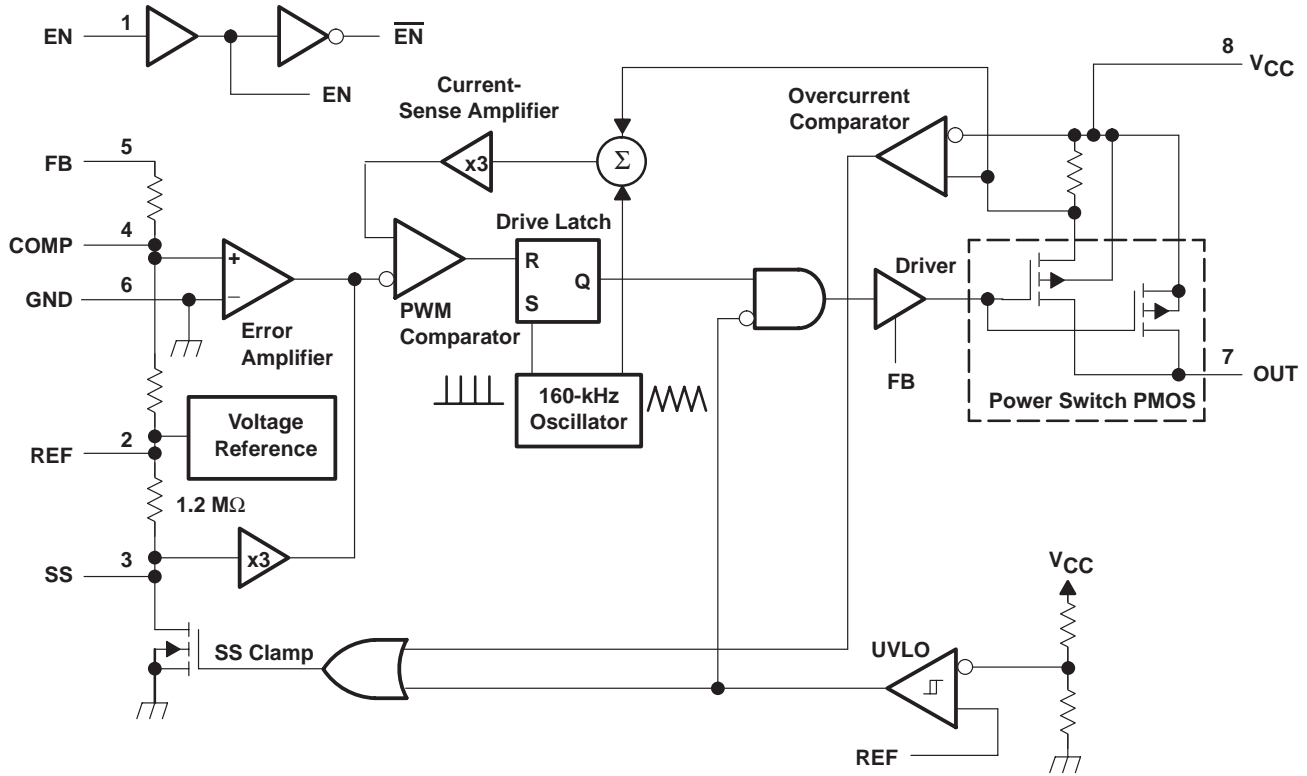 EN
1
EN
EN
8
VCC
Current-
Sense Amplifier
Overcurrent
Comparator
FB
5
x3
Σ
COMP
4
Drive Latch
+
R
Q
S
Driver
GND
6
–
Error
Amplifier
PWM
Comparator
FB
7
OUT
160-kHz
Oscillator
Power Switch PMOS
Voltage
Reference
REF
2
1.2 MΩ
SS
3
x3
VCC
SS Clamp
UVLO
REF